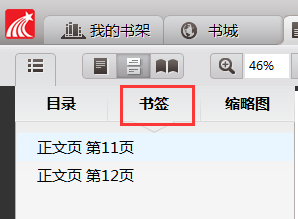 我的书架 书城
46%
目录 书签 缩略图
正文页 第11页
正文页 第12页